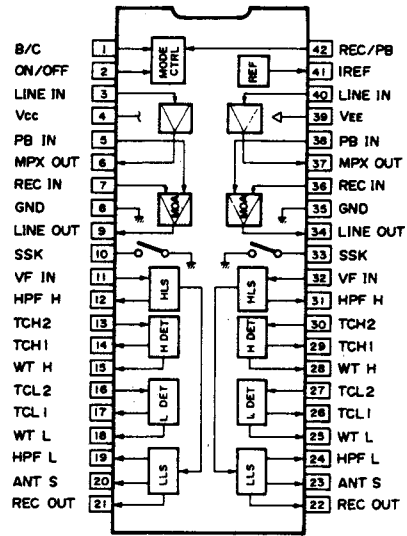 B/C 1 MODE CTRL 42 REC/PB
ON/OFF 2 REF 41 IREF
LINE IN 3 40 LINE IN
Vcc 4 39 VEE
PB IN 5 38 PB IN
MPX OUT 6 37 MPX OUT
REC IN 7 36 REC IN
GND 8 MOA MOA 35 GND
LINE OUT 9 34 LINE OUT
SSK 10 33 SSK
VF IN 11 32 VF IN
HPF H 12 HLS HLS 31 HPF H
TCH2 13 30 TCH2
TCH1 14 H DET H DET 29 TCH1
WT H 15 28 WT H
TCL2 16 27 TCL2
TCL1 17 L DET L DET 26 TCL1
WT L 18 25 WT L
HPF L 19 24 HPF L
ANT S 20 LLS LLS 23 ANT S
REC OUT 21 22 REC OUT